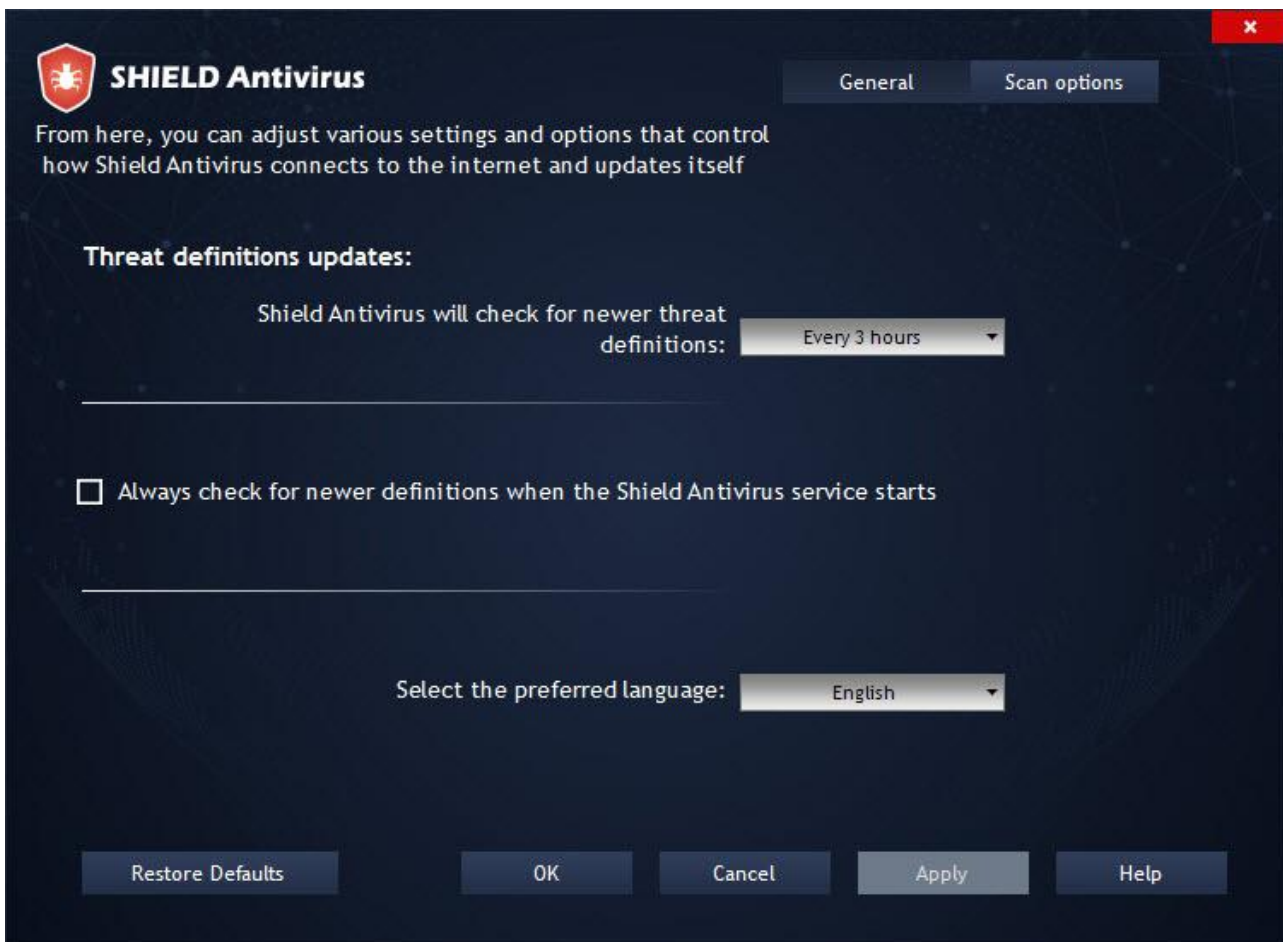 SHIELD Antivirus
General
Scan options
From here, you can adjust various settings and options that control
how Shield Antivirus connects to the internet and updates itself
Threat definitions updates:
Shield Antivirus will check for newer threat
definitions:
Every 3 hours
Always check for newer definitions when the Shield Antivirus service starts
Select the preferred language:
English
Restore Defaults
OK
Cancel
Apply
Help